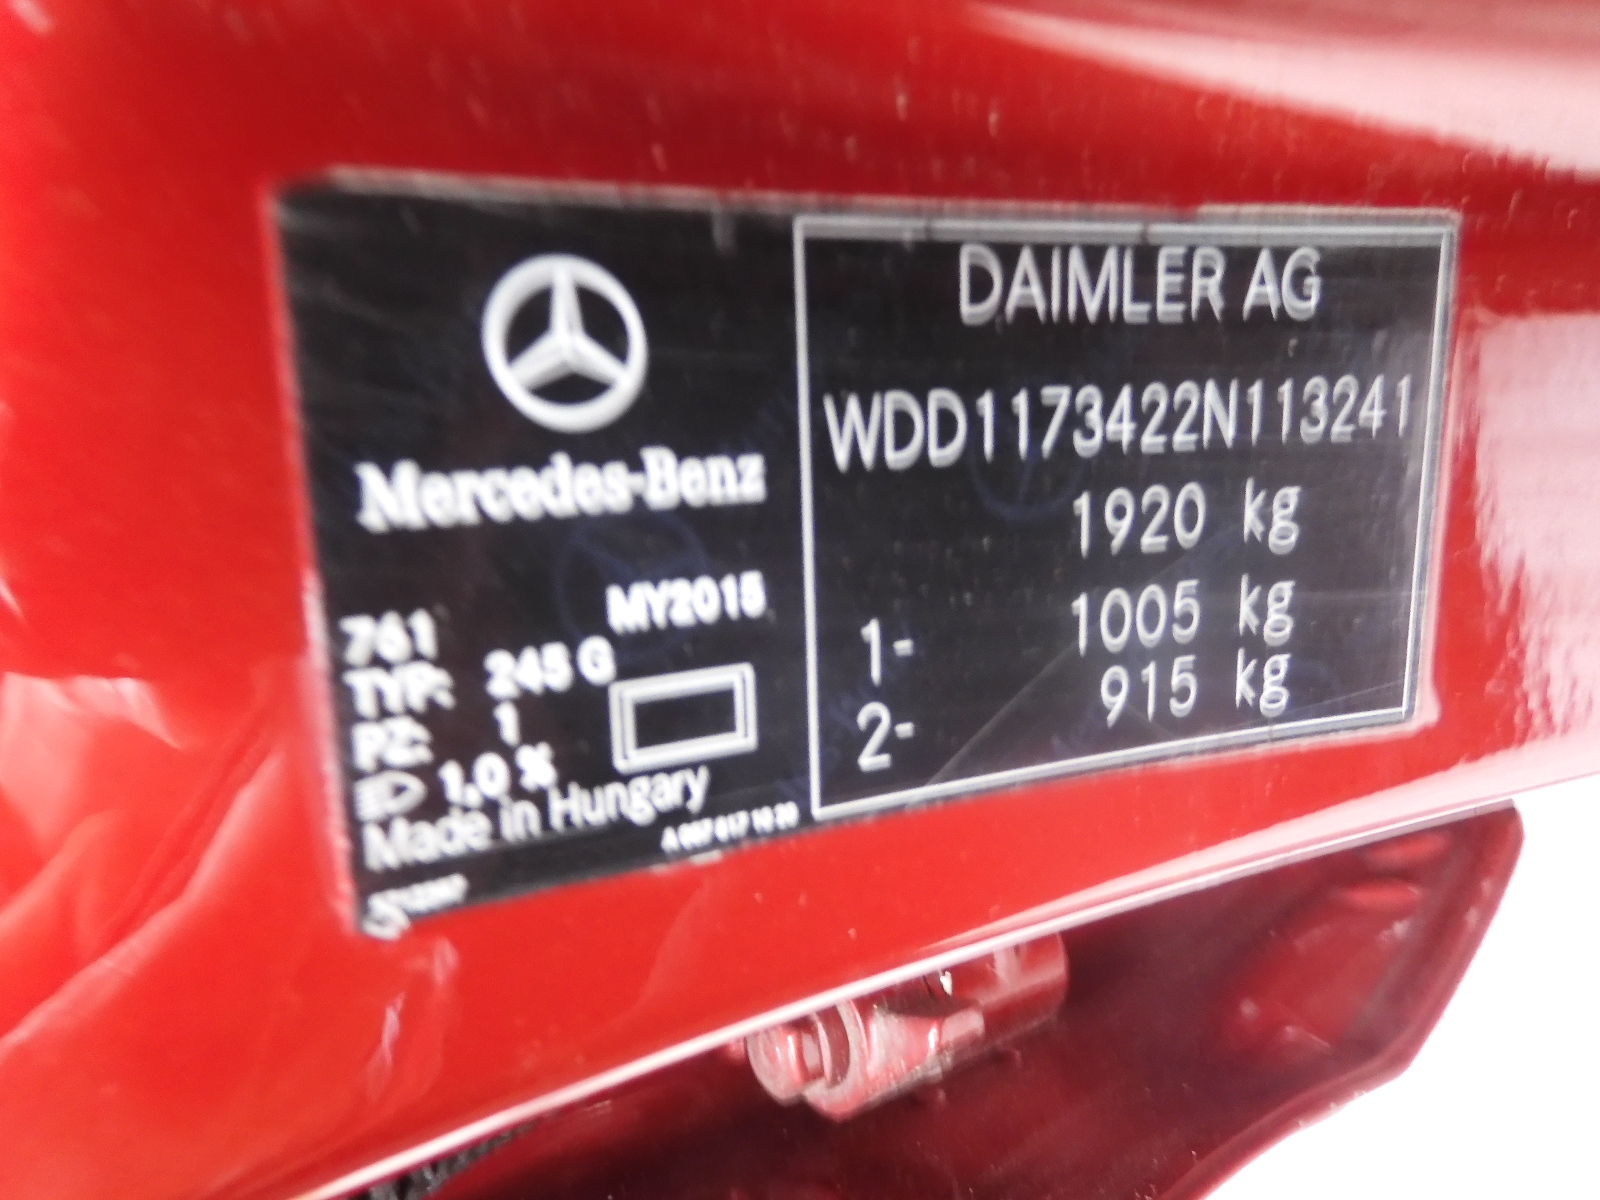 Mercedes-Benz
MY2015
761
TYP: 245 G
PZ: 1
1,0 %
Made in Hungary
DAIMLER AG
WDD1173422N113241
1920 kg
1- 1005 kg
2- 915 kg